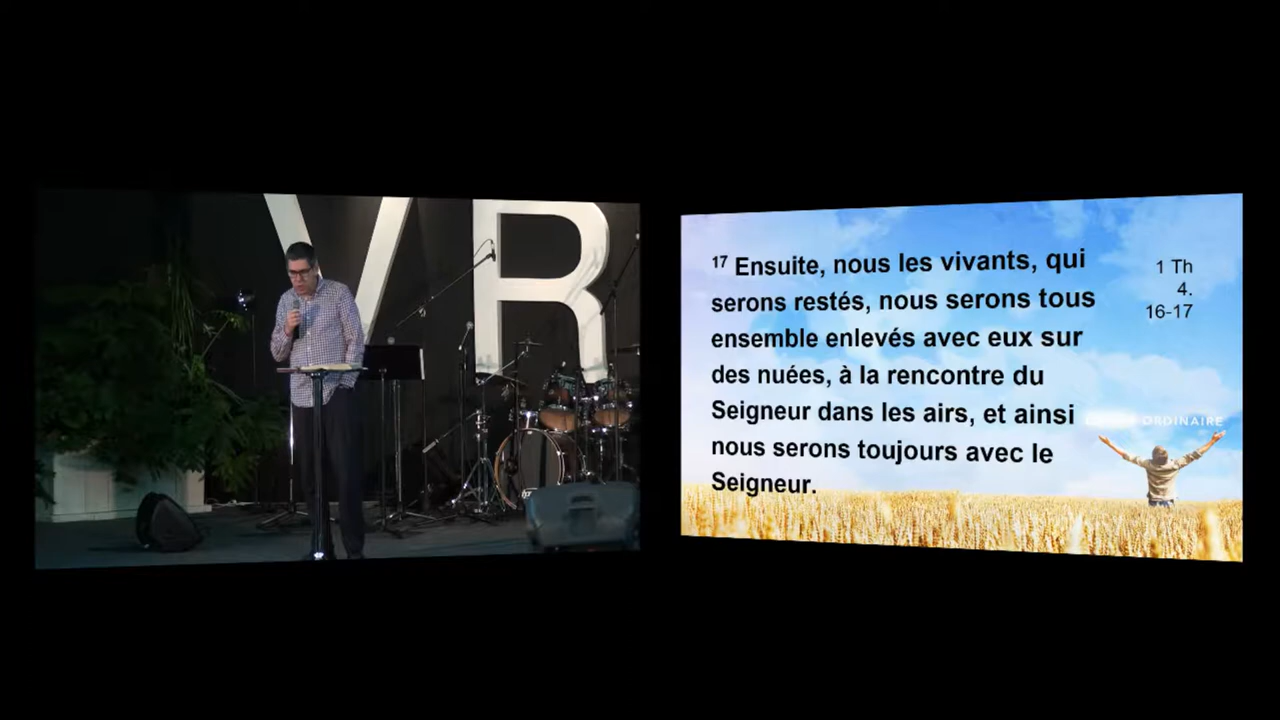 VR
17 Ensuite, nous les vivants, qui
serons restés, nous serons tous
ensemble enlevés avec eux sur
des nuées, à la rencontre du
Seigneur dans les airs, et ainsi
nous serons toujours avec le
Seigneur.
1 Th
4.
16-17
ORDINAIRE